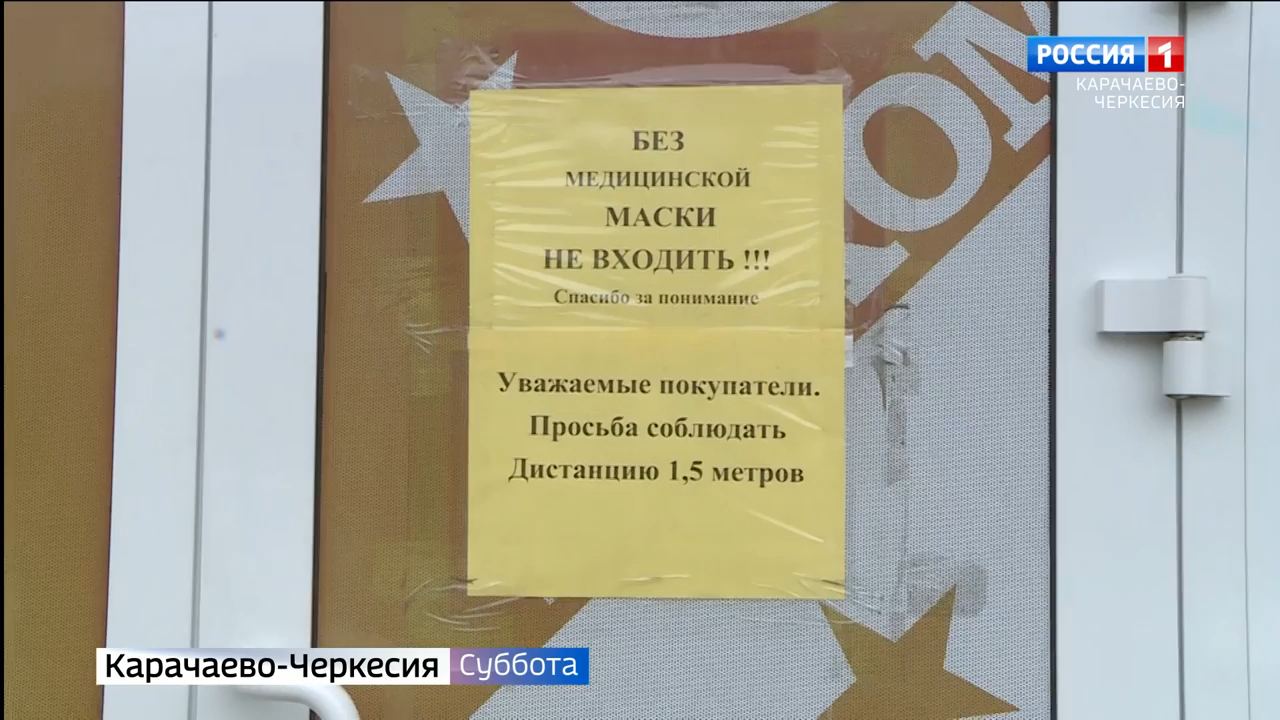 РОССИЯ 1
КАРАЧАЕВО-
ЧЕРКЕСИЯ
БЕЗ
МЕДИЦИНСКОЙ
МАСКИ
НЕ ВХОДИТЬ !!!
Спасибо за понимание
Уважаемые покупатели.
Просьба соблюдать
Дистанцию 1,5 метров
Карачаево-Черкесия Суббота